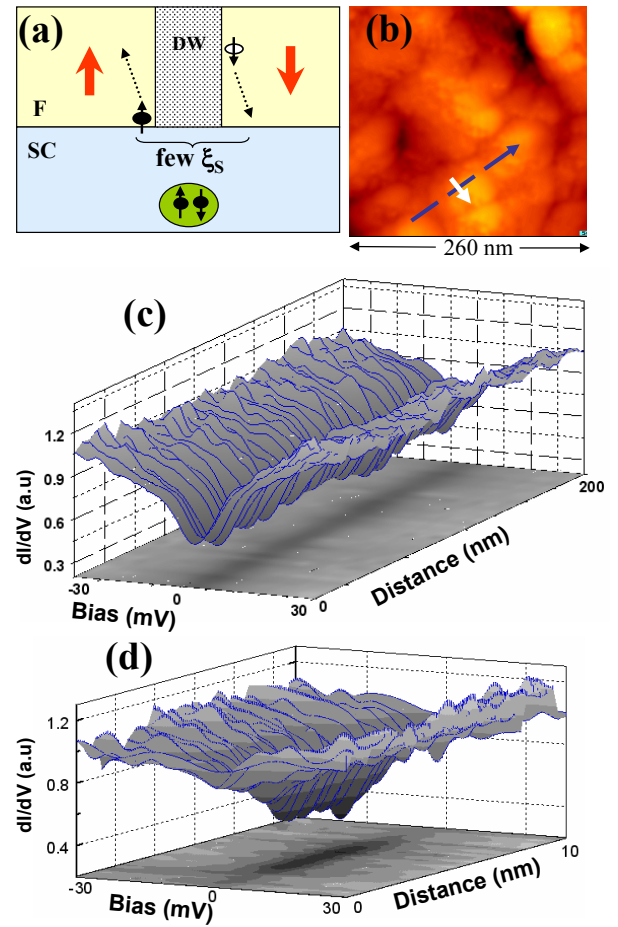 (a)
DW
F
SC
few ξS
(b)
260 nm
(c)
dI/dV (a.u)
1.2
0.9
0.6
0.3
-30
0
30
Bias (mV)
0
200
Distance (nm)
(d)
dI/dV (a.u)
1.2
0.8
0.4
-30
0
30
Bias (mV)
0
10
Distance (nm)